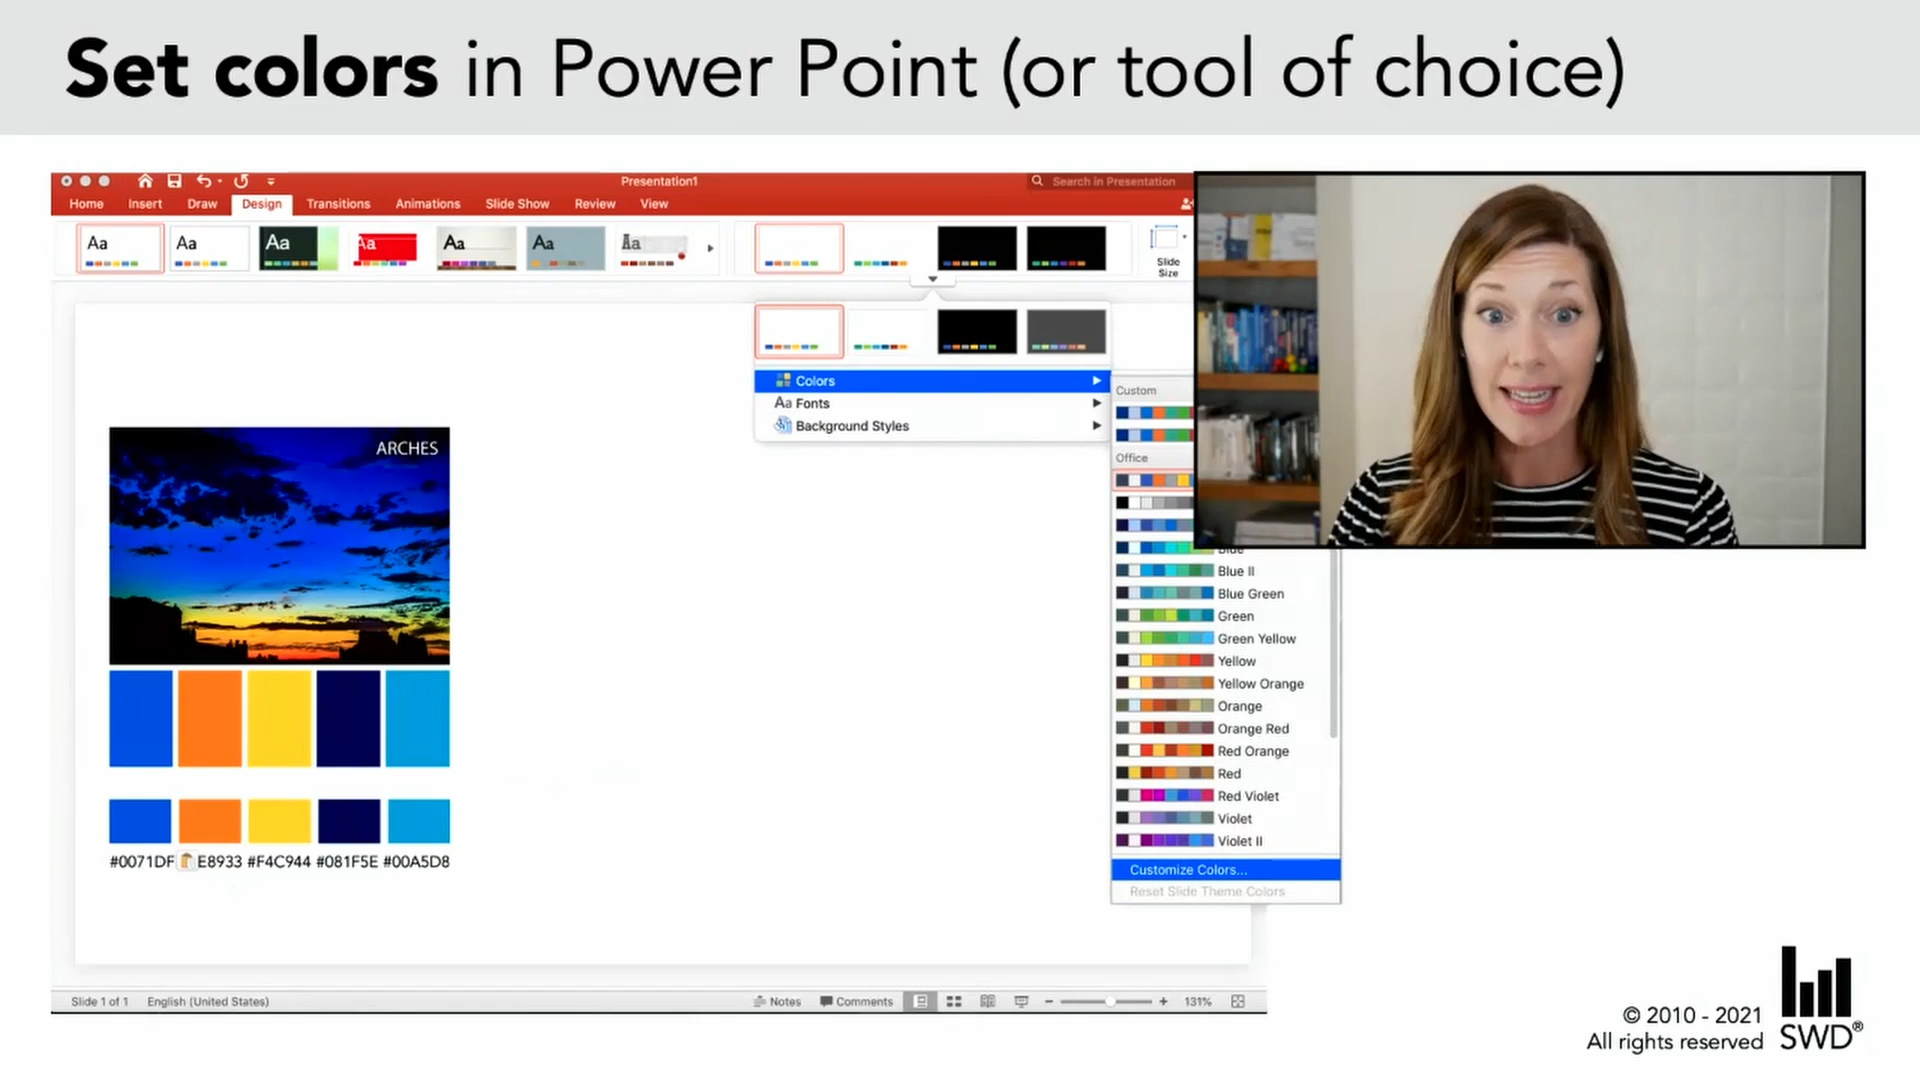 Set colors in Power Point (or tool of choice)
Presentation1
Search in Presentation
Home Insert Draw Design Transitions Animations Slide Show Review View
Aa Aa Aa Aa Aa Aa Aa
Slide
Size
Colors
Aa Fonts
Background Styles
Custom
Office
Blue
Blue II
Blue Green
Green
Green Yellow
Yellow
Yellow Orange
Orange
Orange Red
Red Orange
Red
Red Violet
Violet
Violet II
Customize Colors...
Reset Slide Theme Colors
ARCHES
#0071DF E8933 #F4C944 #081F5E #00A5D8
Slide 1 of 1 English (United States)
Notes Comments 131%
© 2010 - 2021
All rights reserved
SWD®